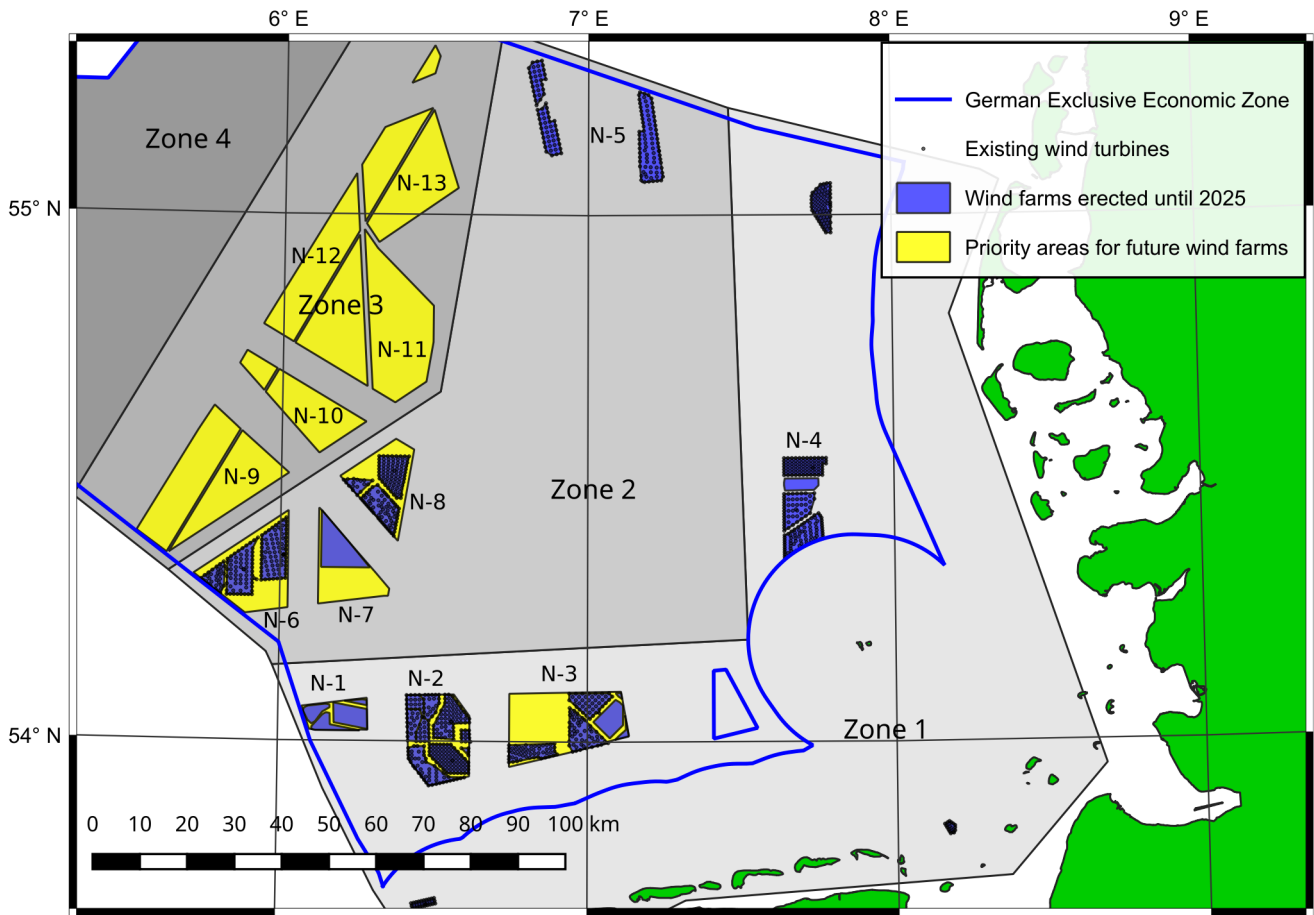 6° E 7° E 8° E 9° E
German Exclusive Economic Zone
Existing wind turbines
Wind farms erected until 2025
Priority areas for future wind farms
Zone 4
N-5
N-13
55° N
N-12
Zone 3
N-11
N-10
N-4
N-9
Zone 2
N-8
N-6
N-7
N-1
N-2
N-3
Zone 1
54° N
0 10 20 30 40 50 60 70 80 90 100 km